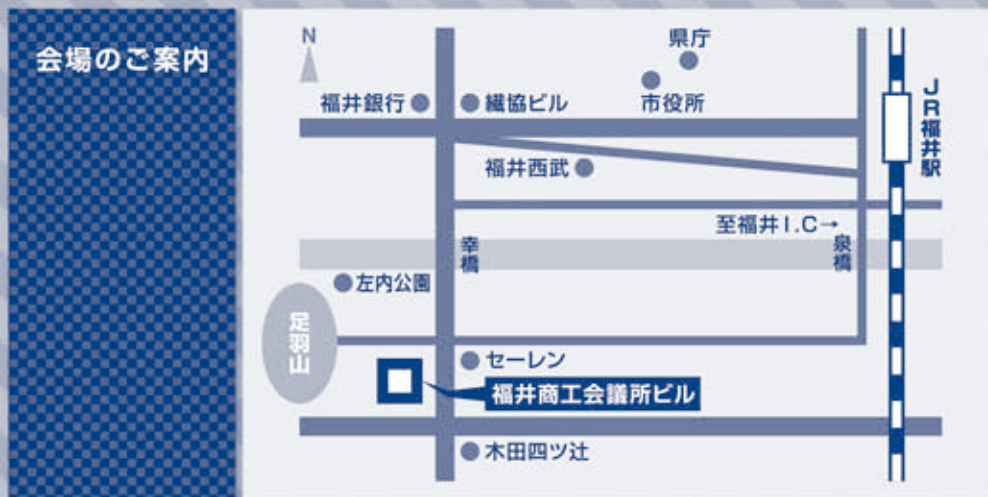 会場のご案内
N
県庁
福井銀行
繊協ビル
市役所
JR福井駅
福井西武
至福井I.C→
幸橋
泉橋
左内公園
足羽山
セーレン
福井商工会議所ビル
木田四ツ辻